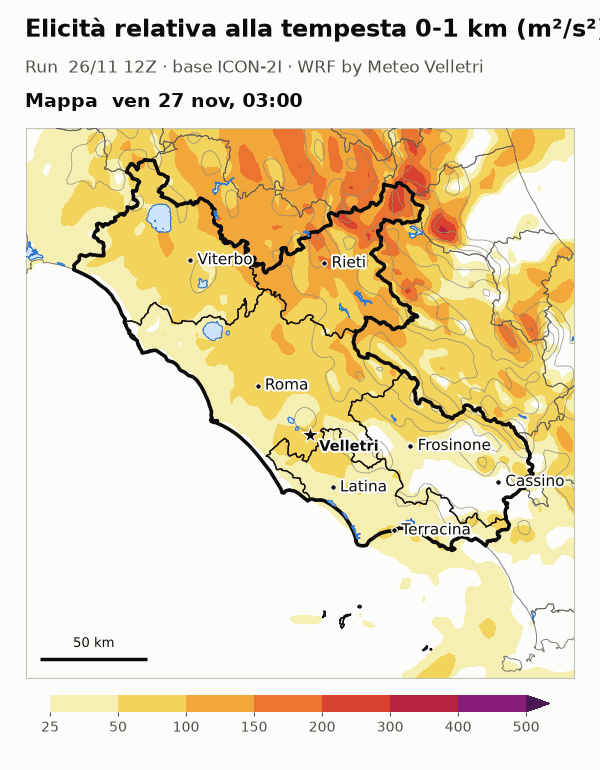 Elicità relativa alla tempesta 0-1 km (m²/s²)
Run 26/11 12Z · base ICON-2I · WRF by Meteo Velletri
Mappa ven 27 nov, 03:00
Viterbo
Rieti
Roma
Velletri
Frosinone
Cassino
Latina
Terracina
50 km
25 50 100 150 200 300 400 500